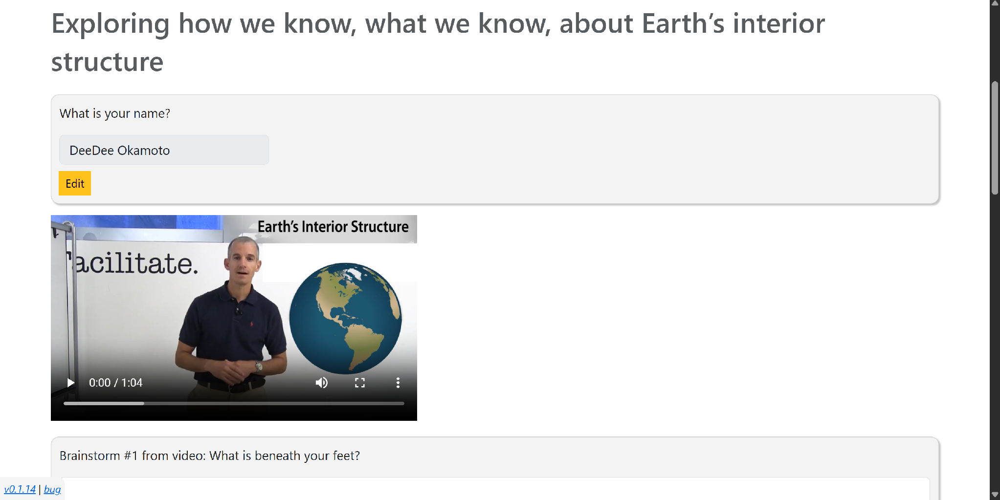 Exploring how we know, what we know, about Earth’s interior
structure
What is your name?
DeeDee Okamoto
Edit
Earth’s Interior Structure
acilitate.
0:00 / 1:04
Brainstorm #1 from video: What is beneath your feet?
v0.1.14 | bug